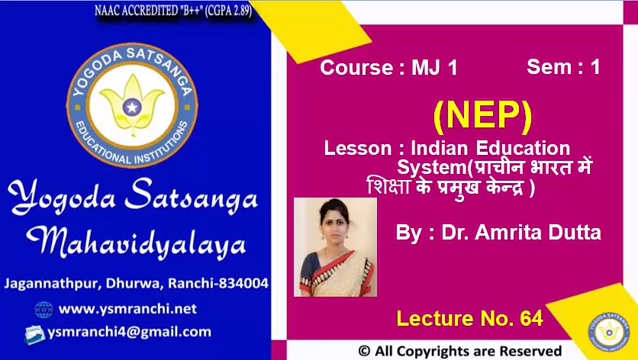 NAAC ACCREDITED "B++" (CGPA 2.89)
YOGODA SATSANGA
EDUCATIONAL INSTITUTIONS
Yogoda Satsanga
Mahavidyalaya
Jagannathpur, Dhurwa, Ranchi-834004
www.ysmranchi.net
ysmranchi4@gmail.com
Course : MJ 1 Sem : 1
(NEP)
Lesson : Indian Education
System(प्राचीन भारत में
शिक्षा के प्रमुख केन्द्र )
By : Dr. Amrita Dutta
Lecture No. 64
© All Copyrights are Reserved